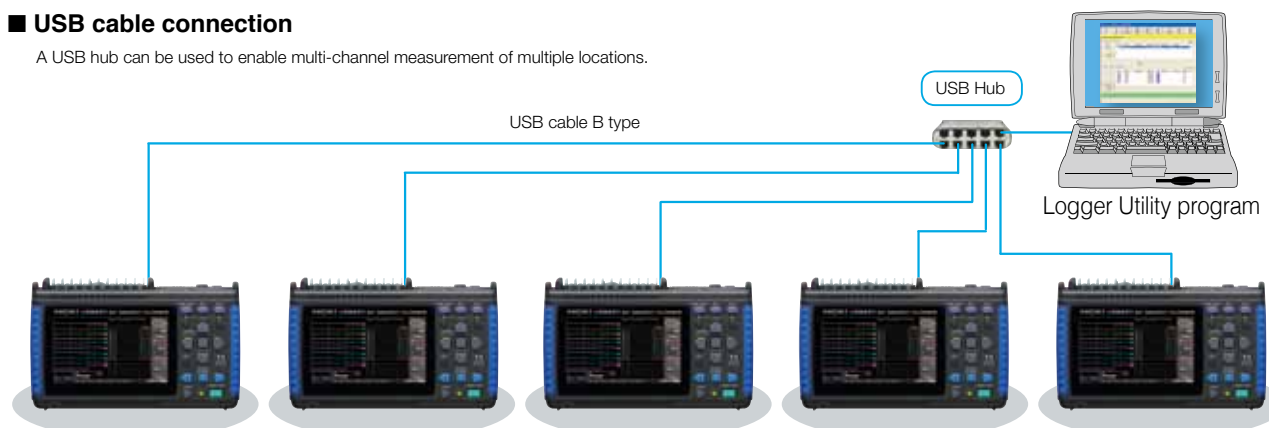 ■ USB cable connection
A USB hub can be used to enable multi-channel measurement of multiple locations.
USB Hub
USB cable B type
Logger Utility program